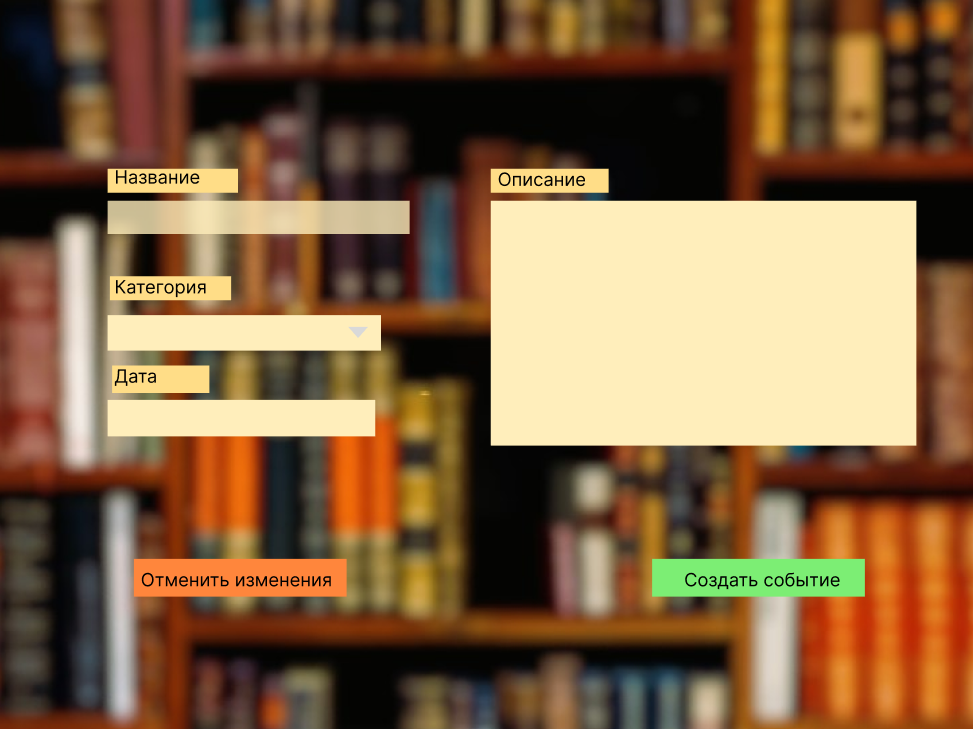 Название
Описание
Категория
Дата
Отменить изменения
Создать событие